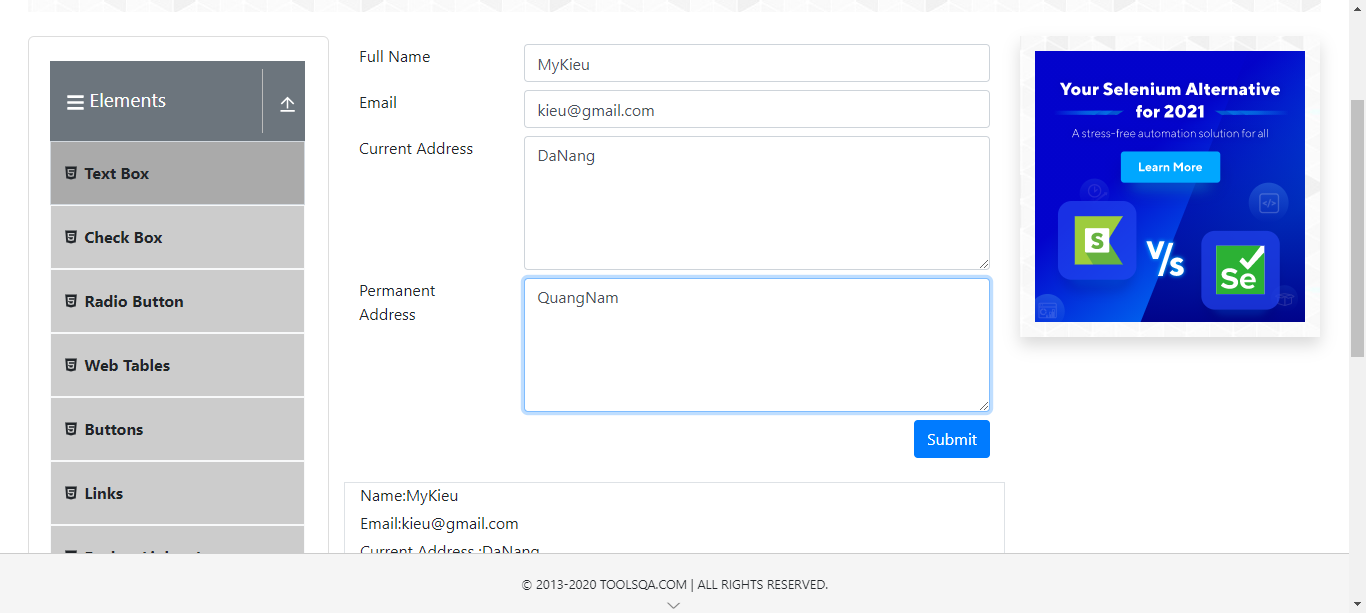 Elements
Text Box
Check Box
Radio Button
Web Tables
Buttons
Links
Full Name
MyKieu
Email
kieu@gmail.com
Current Address
DaNang
Permanent
Address
QuangNam
Submit
Name:MyKieu
Email:kieu@gmail.com
Current Address :DaNang
Your Selenium Alternative
for 2021
A stress-free automation solution for all
Learn More
S
V/s
Se
© 2013-2020 TOOLSQA.COM | ALL RIGHTS RESERVED.